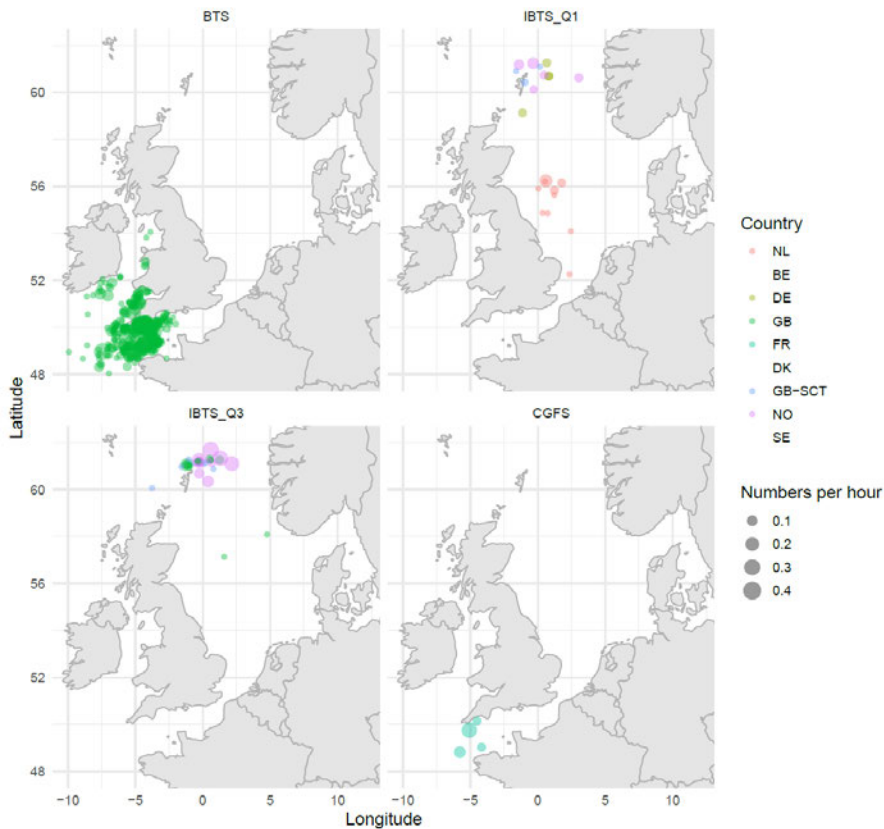 BTS
IBTS_Q1
60
56
52
48
IBTS_Q3
CGFS
60
56
52
48
−10 −5 0 5 10 −10 −5 0 5 10
Longitude
Latitude
Country
NL
BE
DE
GB
FR
DK
GB−SCT
NO
SE
Numbers per hour
0.1
0.2
0.3
0.4